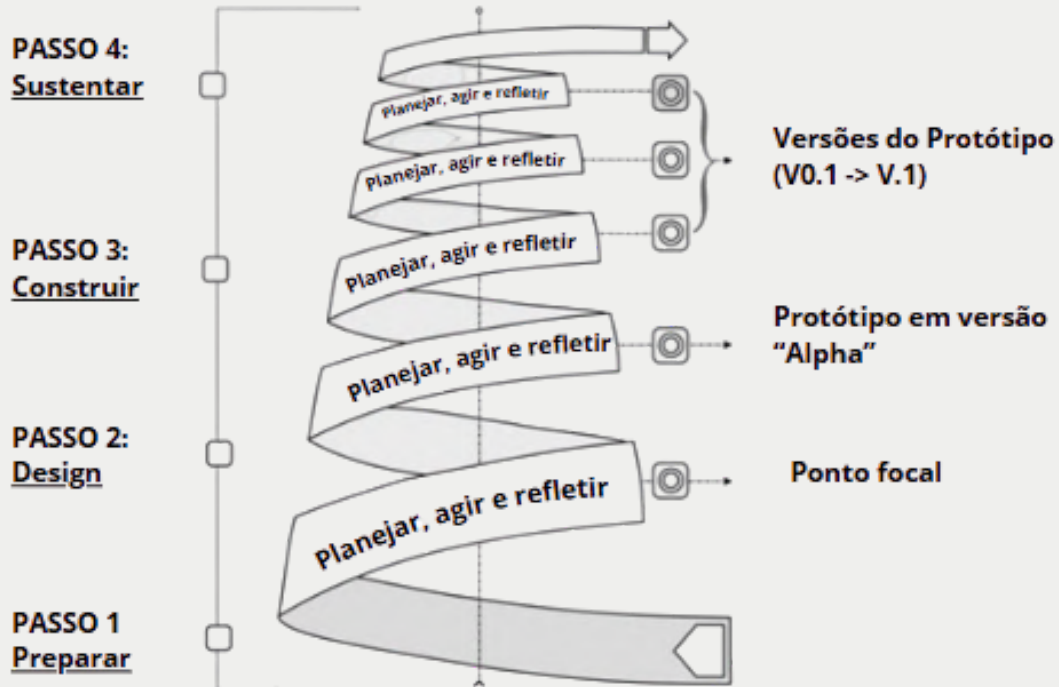 PASSO 4:
Sustentar
Planejar, agir e refletir
Versões do Protótipo
(V0.1 -> V.1)
Planejar, agir e refletir
PASSO 3:
Construir
Planejar, agir e refletir
Protótipo em versão
“Alpha”
Planejar, agir e refletir
PASSO 2:
Design
Ponto focal
Planejar, agir e refletir
PASSO 1
Preparar